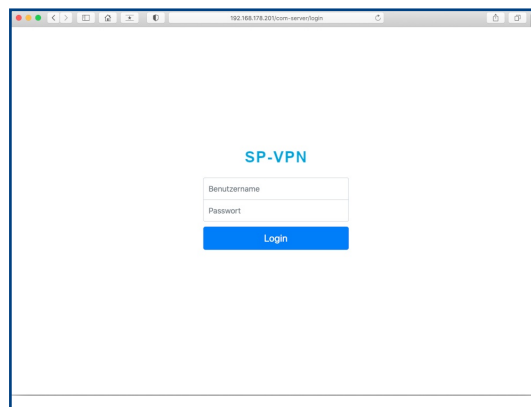 192.168.178.201/com-server/login
SP-VPN
Benutzername
Passwort
Login